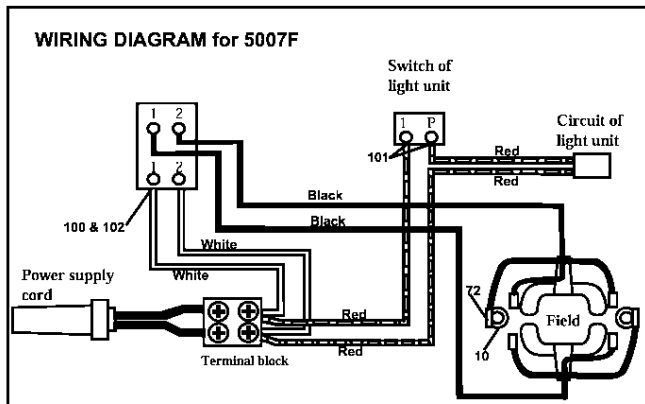 WIRING DIAGRAM for 5007F
Switch of
light unit
1 2
1 P
Circuit of
light unit
101
Red
Red
1 2
Black
100 & 102
Black
White
White
Power supply
cord
72
Red
Field
10
Red
Terminal block